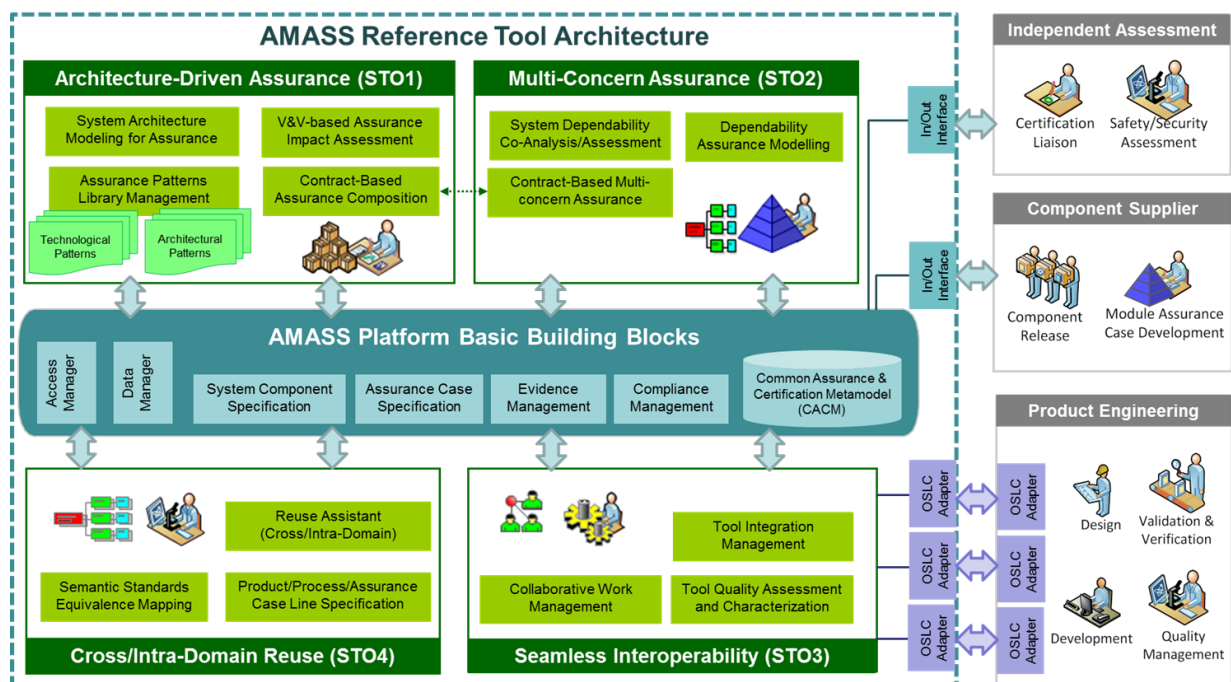 AMASS Reference Tool Architecture
Architecture-Driven Assurance (STO1)
System Architecture
Modeling for Assurance
V&V-based Assurance
Impact Assessment
Assurance Patterns
Library Management
Contract-Based
Assurance Composition
Technological
Patterns
Architectural
Patterns
Multi-Concern Assurance (STO2)
System Dependability
Co-Analysis/Assessment
Dependability
Assurance Modelling
Contract-Based Multi-
concern Assurance
AMASS Platform Basic Building Blocks
Access
Manager
Data
Manager
System Component
Specification
Assurance Case
Specification
Evidence
Management
Compliance
Management
Common Assurance &
Certification Metamodel
(CACM)
Reuse Assistant
(Cross/Intra-Domain)
Semantic Standards
Equivalence Mapping
Product/Process/Assurance
Case Line Specification
Cross/Intra-Domain Reuse (STO4)
Tool Integration
Management
Collaborative Work
Management
Tool Quality Assessment
and Characterization
Seamless Interoperability (STO3)
In/Out
Interface
In/Out
Interface
OSLC
Adapter
OSLC
Adapter
OSLC
Adapter
Independent Assessment
Certification
Liaison
Safety/Security
Assessment
Component Supplier
Component
Release
Module Assurance
Case Development
Product Engineering
OSLC
Adapter
OSLC
Adapter
OSLC
Adapter
Design
Validation &
Verification
Development
Quality
Management